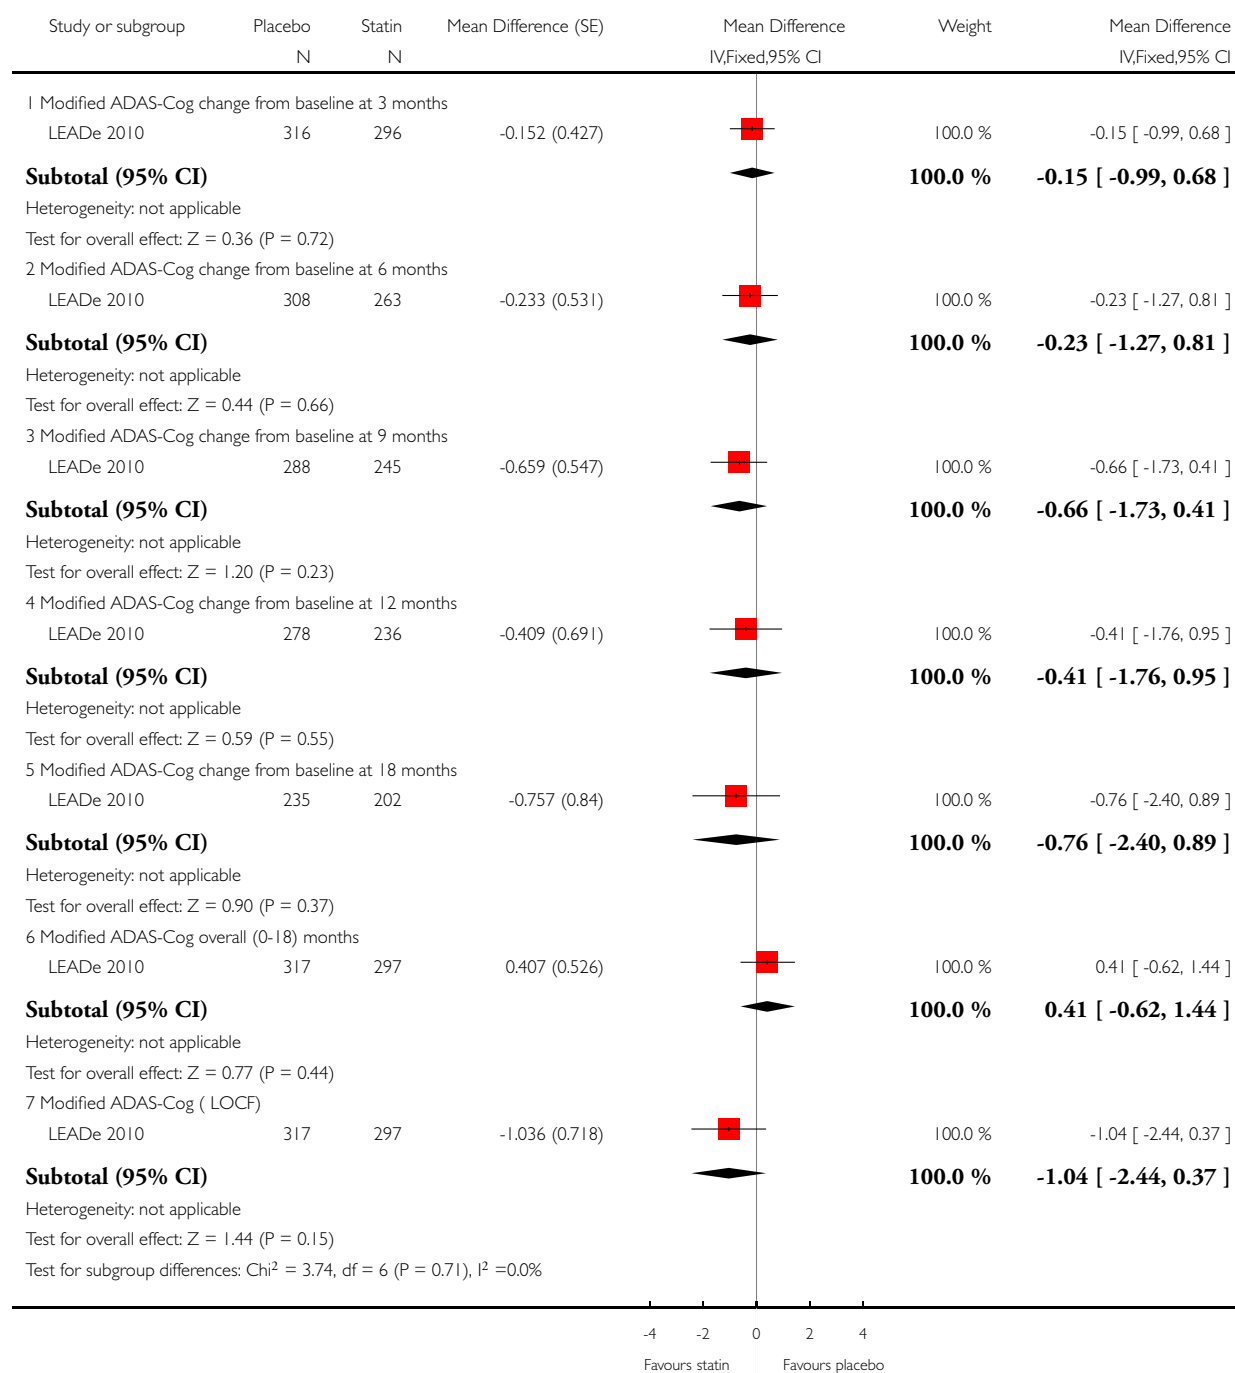 Study or subgroup Placebo Statin Mean Difference (SE) Mean Difference Weight Mean Difference
N N IV,Fixed,95% CI IV,Fixed,95% CI
1 Modified ADAS-Cog change from baseline at 3 months
LEADe 2010 316 296 -0.152 (0.427) 100.0 % -0.15 [ -0.99, 0.68 ]
Subtotal (95% CI) 100.0 % -0.15 [ -0.99, 0.68 ]
Heterogeneity: not applicable
Test for overall effect: Z = 0.36 (P = 0.72)
2 Modified ADAS-Cog change from baseline at 6 months
LEADe 2010 308 263 -0.233 (0.531) 100.0 % -0.23 [ -1.27, 0.81 ]
Subtotal (95% CI) 100.0 % -0.23 [ -1.27, 0.81 ]
Heterogeneity: not applicable
Test for overall effect: Z = 0.44 (P = 0.66)
3 Modified ADAS-Cog change from baseline at 9 months
LEADe 2010 288 245 -0.659 (0.547) 100.0 % -0.66 [ -1.73, 0.41 ]
Subtotal (95% CI) 100.0 % -0.66 [ -1.73, 0.41 ]
Heterogeneity: not applicable
Test for overall effect: Z = 1.20 (P = 0.23)
4 Modified ADAS-Cog change from baseline at 12 months
LEADe 2010 278 236 -0.409 (0.691) 100.0 % -0.41 [ -1.76, 0.95 ]
Subtotal (95% CI) 100.0 % -0.41 [ -1.76, 0.95 ]
Heterogeneity: not applicable
Test for overall effect: Z = 0.59 (P = 0.55)
5 Modified ADAS-Cog change from baseline at 18 months
LEADe 2010 235 202 -0.757 (0.84) 100.0 % -0.76 [ -2.40, 0.89 ]
Subtotal (95% CI) 100.0 % -0.76 [ -2.40, 0.89 ]
Heterogeneity: not applicable
Test for overall effect: Z = 0.90 (P = 0.37)
6 Modified ADAS-Cog overall (0-18) months
LEADe 2010 317 297 0.407 (0.526) 100.0 % 0.41 [ -0.62, 1.44 ]
Subtotal (95% CI) 100.0 % 0.41 [ -0.62, 1.44 ]
Heterogeneity: not applicable
Test for overall effect: Z = 0.77 (P = 0.44)
7 Modified ADAS-Cog ( LOCF)
LEADe 2010 317 297 -1.036 (0.718) 100.0 % -1.04 [ -2.44, 0.37 ]
Subtotal (95% CI) 100.0 % -1.04 [ -2.44, 0.37 ]
Heterogeneity: not applicable
Test for overall effect: Z = 1.44 (P = 0.15)
Test for subgroup differences: Chi² = 3.74, df = 6 (P = 0.71), I² =0.0%
-4 -2 0 2 4
Favours statin Favours placebo